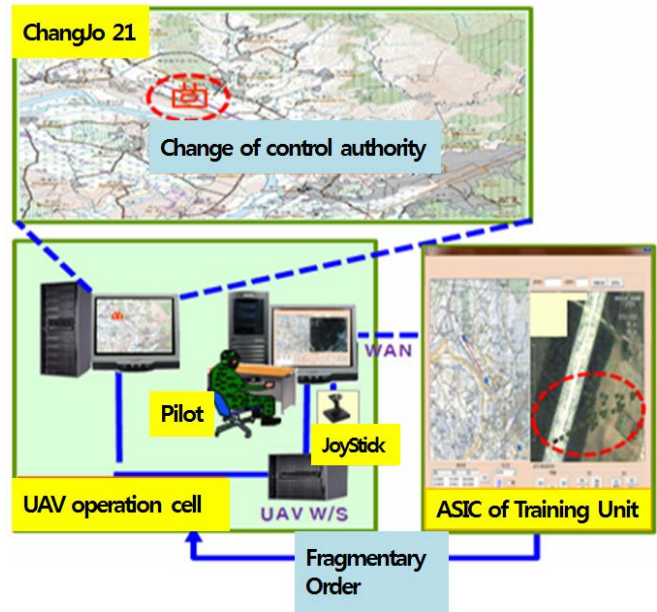 ChangJo 21
Change of control authority
WAN
Pilot
JoyStick
UAV operation cell
UAV W/S
ASIC of Training Unit
Fragmentary
Order